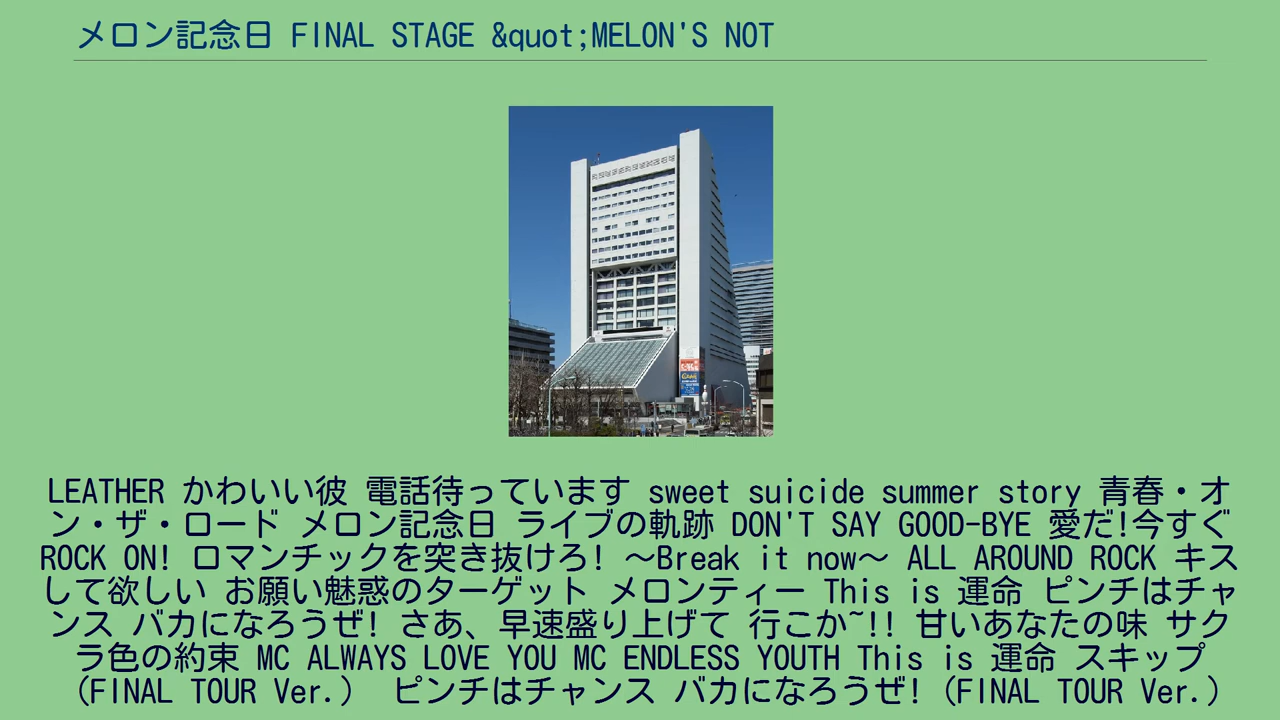 メロン記念日 FINAL STAGE &quot;MELON'S NOT
LEATHER かわいい彼 電話待っています sweet suicide summer story 青春・オ
ン・ザ・ロード メロン記念日 ライブの軌跡 DON'T SAY GOOD-BYE 愛だ!今すぐ
ROCK ON! ロマンチックを突き抜けろ! ～Break it now～ ALL AROUND ROCK キス
して欲しい お願い魅惑のターゲット メロンティー This is 運命 ピンチはチャ
ンス バカになろうぜ! さあ、早速盛り上げて 行こか~!! 甘いあなたの味 サク
ラ色の約束 MC ALWAYS LOVE YOU MC ENDLESS YOUTH This is 運命 スキップ
（FINAL TOUR Ver.） ピンチはチャンス バカになろうぜ!（FINAL TOUR Ver.）